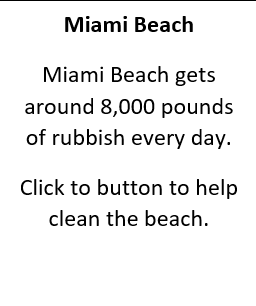 Miami Beach
Miami Beach gets
around 8,000 pounds
of rubbish every day.
Click to button to help
clean the beach.